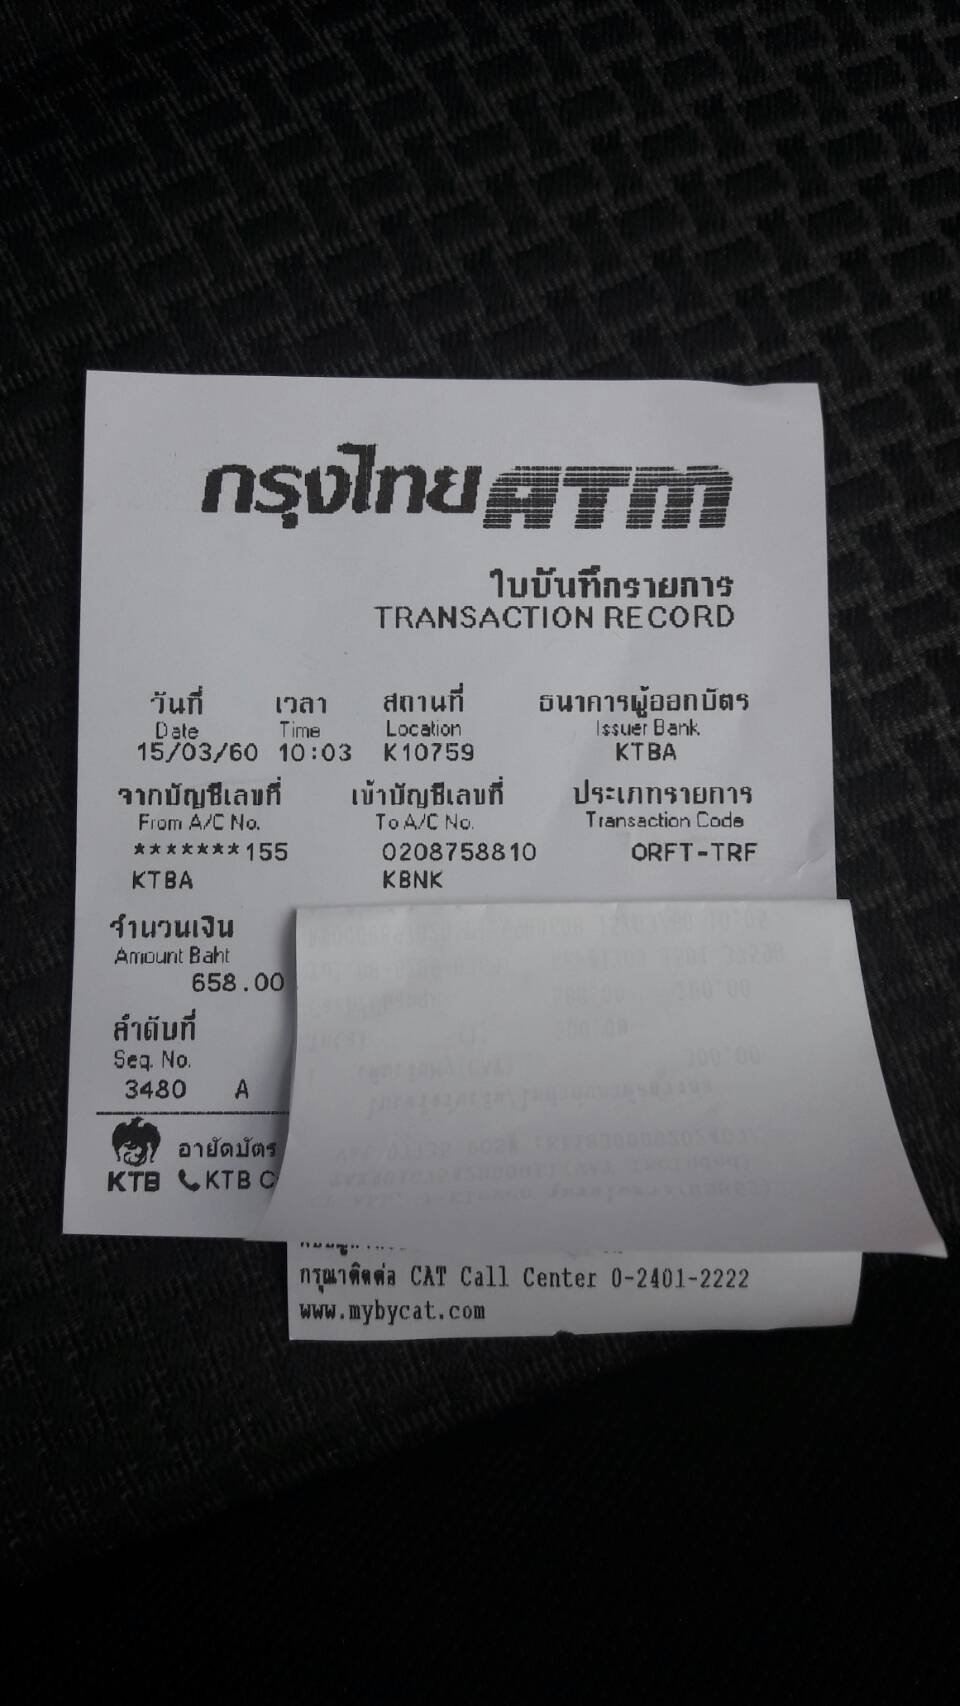 กรุงไทย ATM
ใบบันทึกรายการ
TRANSACTION RECORD
วันที่ เวลา สถานที่ ธนาคารผู้ออกบัตร
Date Time Location Issuer Bank
15/03/60 10:03 K10759 KTBA
จากบัญชีเลขที่ เข้าบัญชีเลขที่ ประเภทรายการ
From A/C No. To A/C No. Transaction Code
*******155 0208758810 ORFT-TRF
KTBA KBNK
จำนวนเงิน
Amount Baht
658.00
ลำดับที่
Seq. No.
3480 A
อายัดบัตร
KTB KTB C
กรุณาติดต่อ CAT Call Center 0-2401-2222
www.mybycat.com